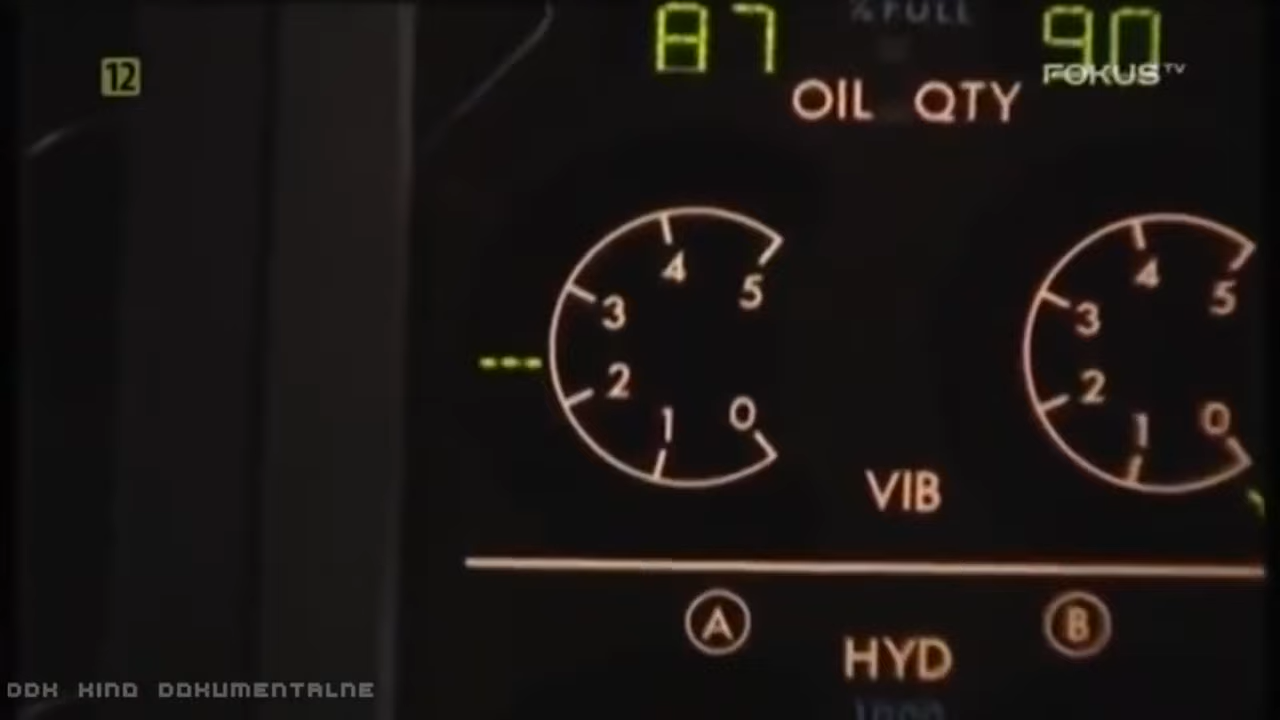 87 % FULL 90
12
FOKUS TV
OIL QTY
4 5 4 5
3 3
2 2
1 0 1 0
VIB
A B
HYD
DDK KINO DOKUMENTALNE